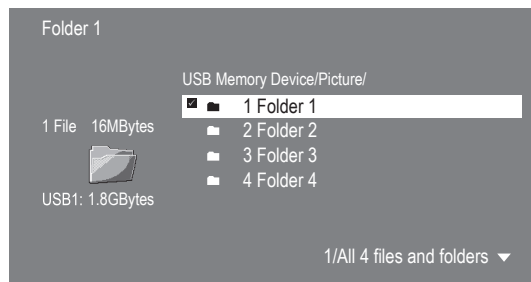 Folder 1
USB Memory Device/Picture/
1 Folder 1
1 File 16MBytes
2 Folder 2
3 Folder 3
4 Folder 4
USB1: 1.8GBytes
1/All 4 files and folders